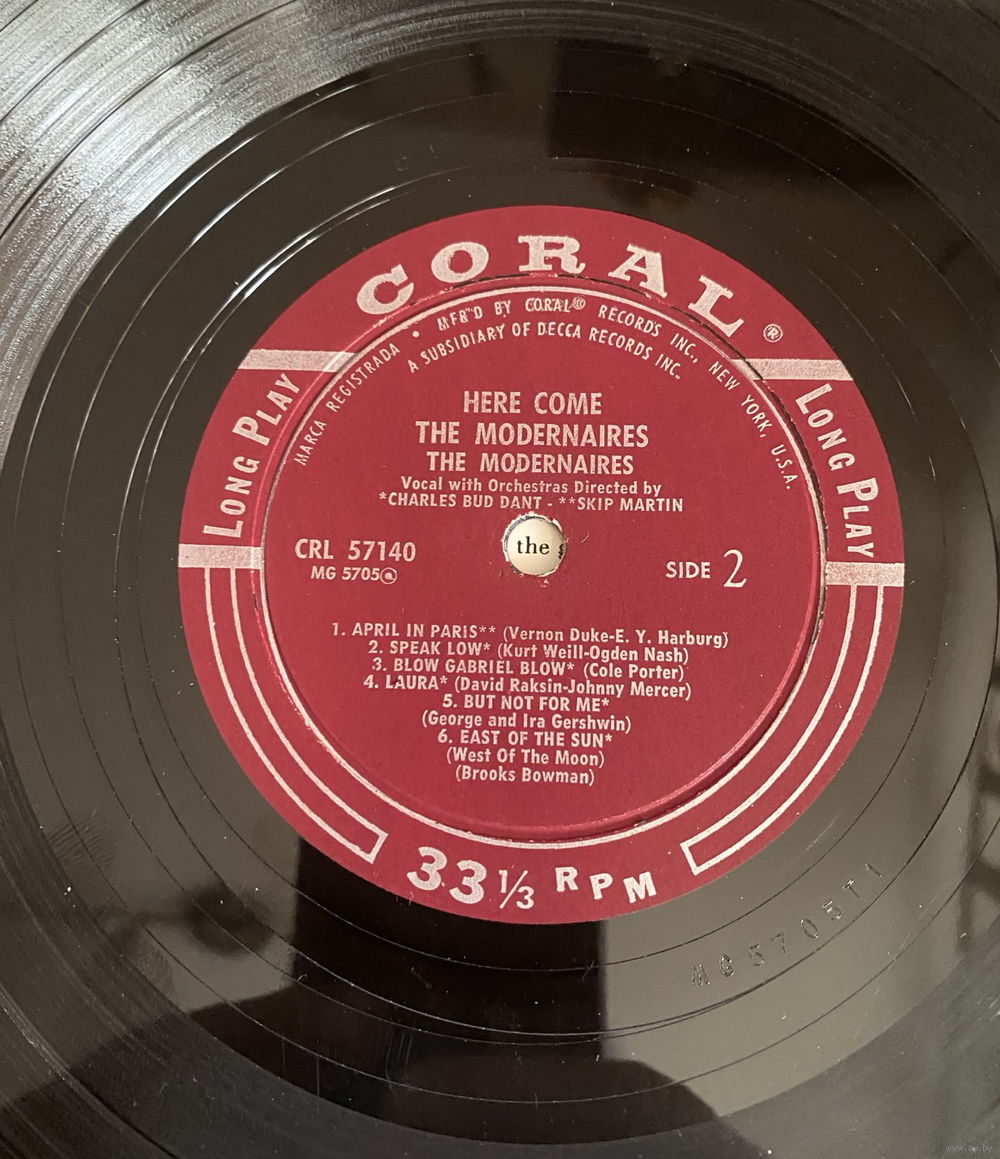 CORAL®
MARCA REGISTRADA • MFR'D BY CORAL® RECORDS INC., NEW YORK, U.S.A.
A SUBSIDIARY OF DECCA RECORDS INC.
LONG PLAY
LONG PLAY
HERE COME
THE MODERNAIRES
THE MODERNAIRES
Vocal with Orchestras Directed by
*CHARLES BUD DANT - **SKIP MARTIN
the
CRL 57140
MG 5705
SIDE 2
1. APRIL IN PARIS** (Vernon Duke-E. Y. Harburg)
2. SPEAK LOW* (Kurt Weill-Ogden Nash)
3. BLOW GABRIEL BLOW* (Cole Porter)
4. LAURA* (David Raksin-Johnny Mercer)
5. BUT NOT FOR ME*
(George and Ira Gershwin)
6. EAST OF THE SUN*
(West Of The Moon)
(Brooks Bowman)
33 1/3 RPM
MG5705T1
www.ay.by